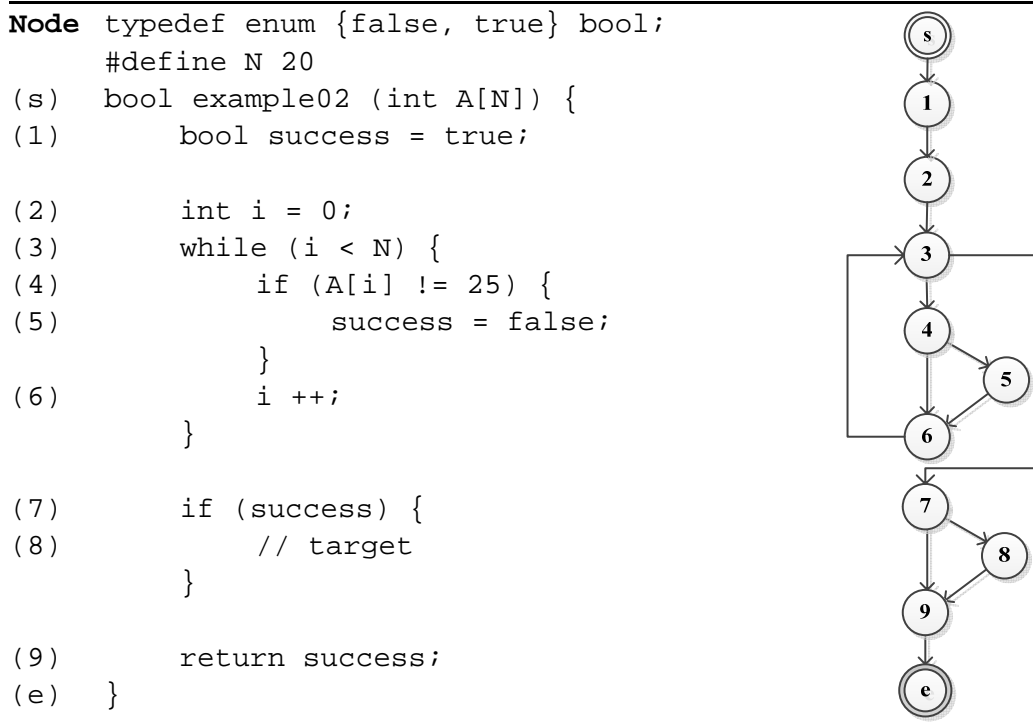 Node typedef enum {false, true} bool;
#define N 20
(s) bool example02 (int A[N]) {
(1) bool success = true;
(2) int i = 0;
(3) while (i < N) {
(4) if (A[i] != 25) {
(5) success = false;
}
(6) i ++;
}
(7) if (success) {
(8) // target
}
(9) return success;
(e) }
s
1
2
3
4
5
6
7
8
9
e